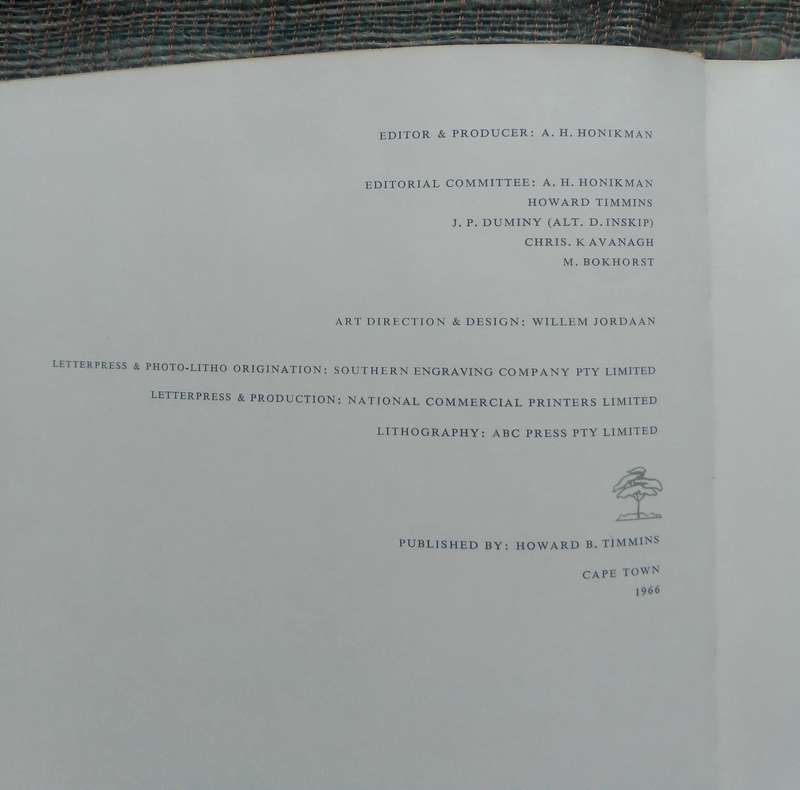 EDITOR & PRODUCER: A. H. HONIKMAN
EDITORIAL COMMITTEE: A. H. HONIKMAN
HOWARD TIMMINS
J. P. DUMINY (ALT. D. INSKIP)
CHRIS. KAVANAGH
M. BOKHORST
ART DIRECTION & DESIGN: WILLEM JORDAAN
LETTERPRESS & PHOTO-LITHO ORIGINATION: SOUTHERN ENGRAVING COMPANY PTY LIMITED
LETTERPRESS & PRODUCTION: NATIONAL COMMERCIAL PRINTERS LIMITED
LITHOGRAPHY: ABC PRESS PTY LIMITED
PUBLISHED BY: HOWARD B. TIMMINS
CAPE TOWN
1966